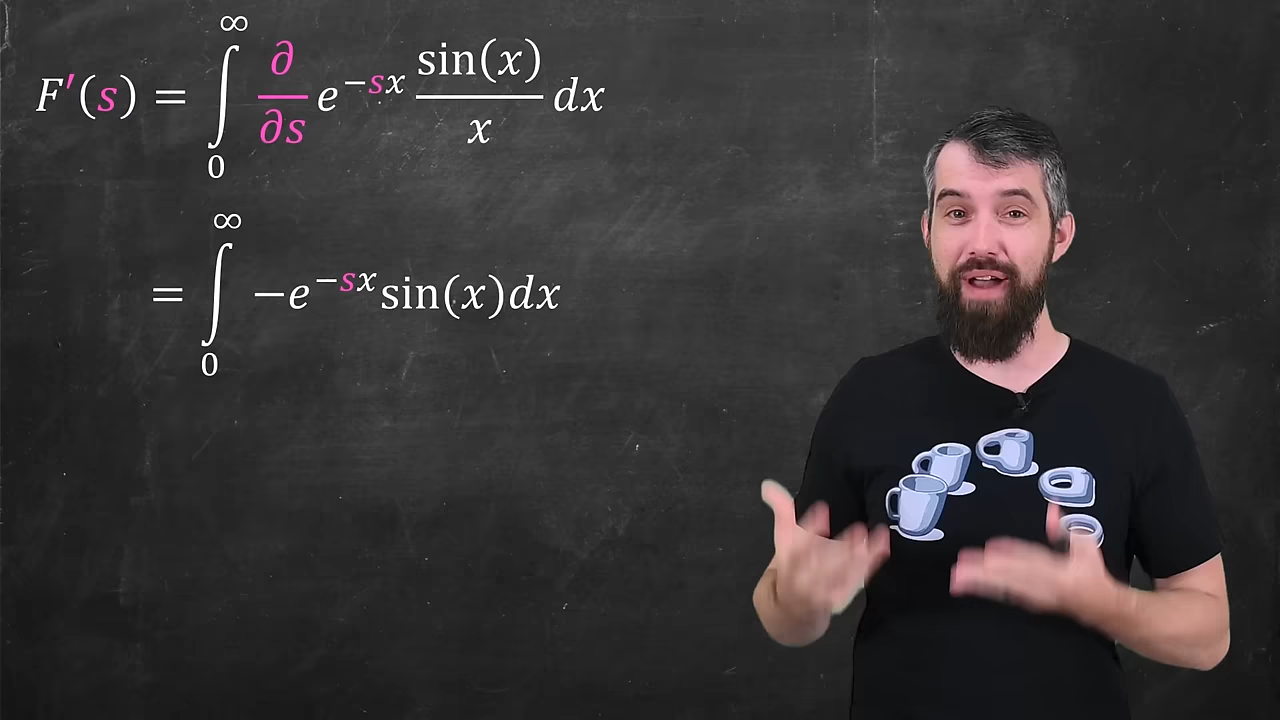 F′(s) = ∫₀^∞ ∂/∂s e^{−sx} sin(x)/x dx
= ∫₀^∞ −e^{−sx} sin(x)dx